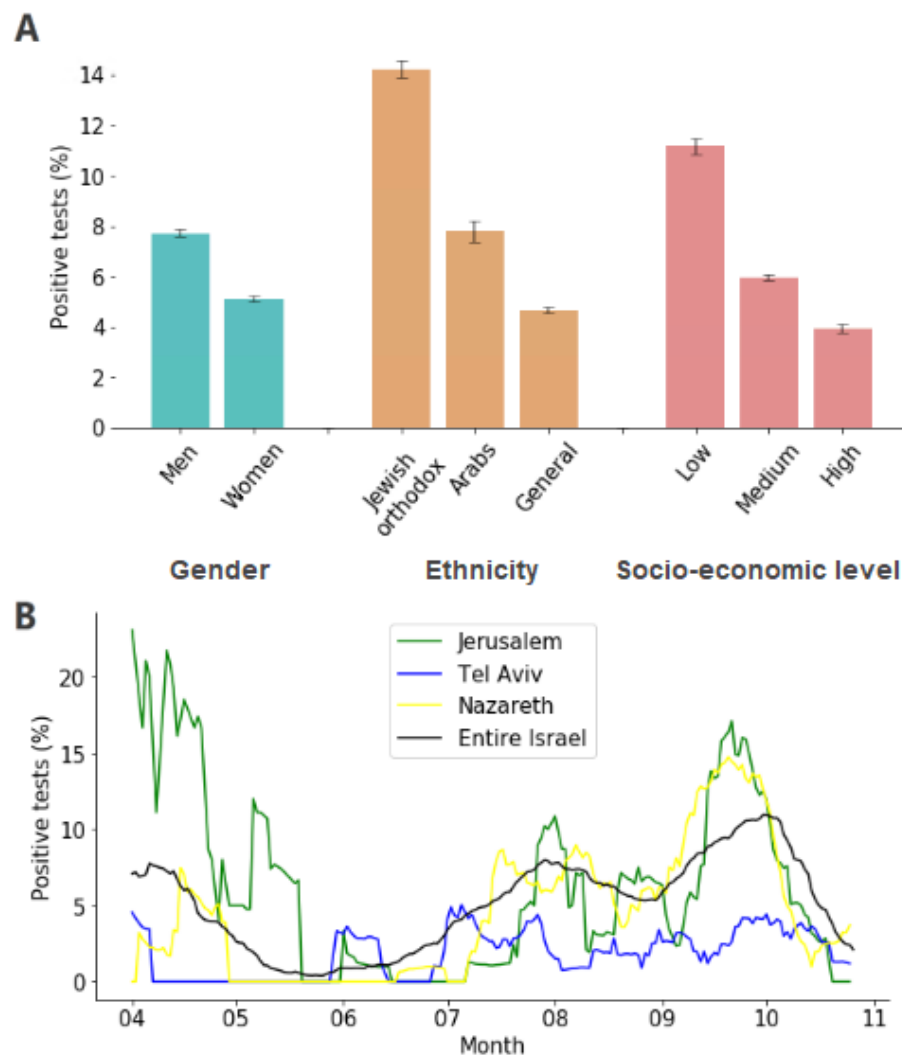 A
Positive tests (%)
14
12
10
8
6
4
2
0
Men
Women
Jewish
orthodox
Arabs
General
Low
Medium
High
Gender
Ethnicity
Socio-economic level
B
Positive tests (%)
20
15
10
5
0
Jerusalem
Tel Aviv
Nazareth
Entire Israel
04 05 06 07 08 09 10 11
Month